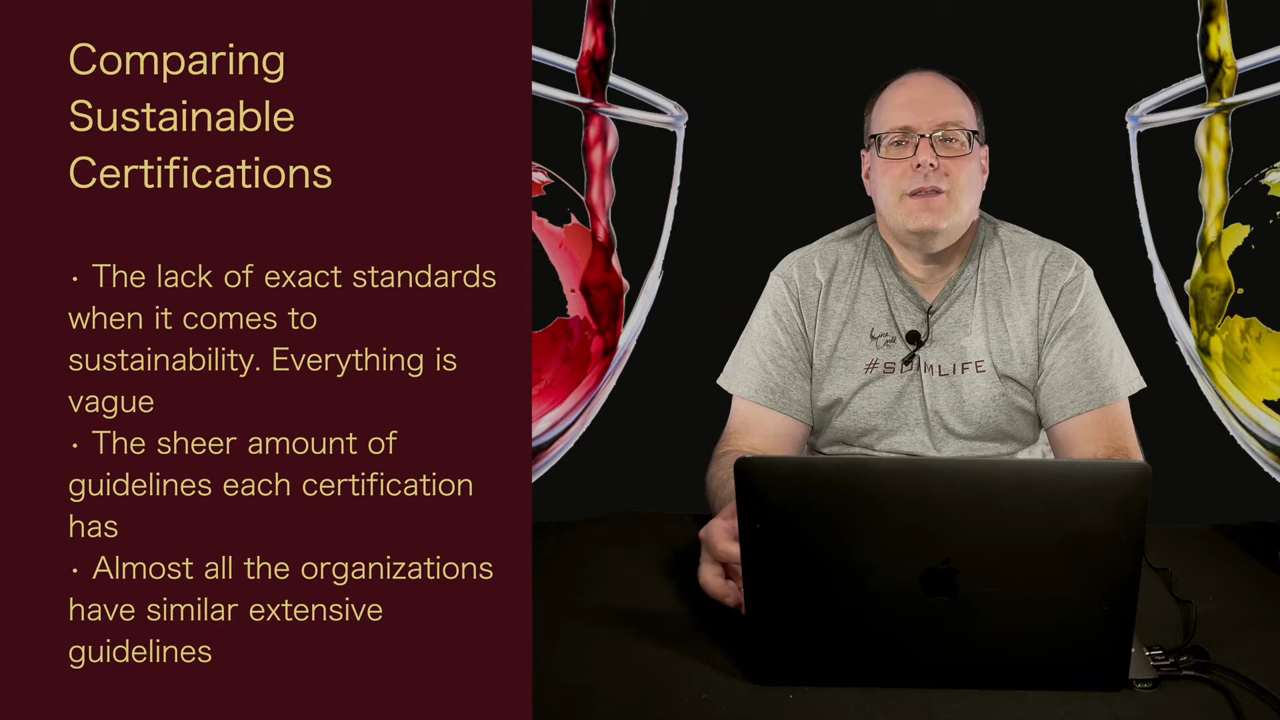 Comparing
Sustainable
Certifications
• The lack of exact standards
when it comes to
sustainability. Everything is
vague
• The sheer amount of
guidelines each certification
has
• Almost all the organizations
have similar extensive
guidelines